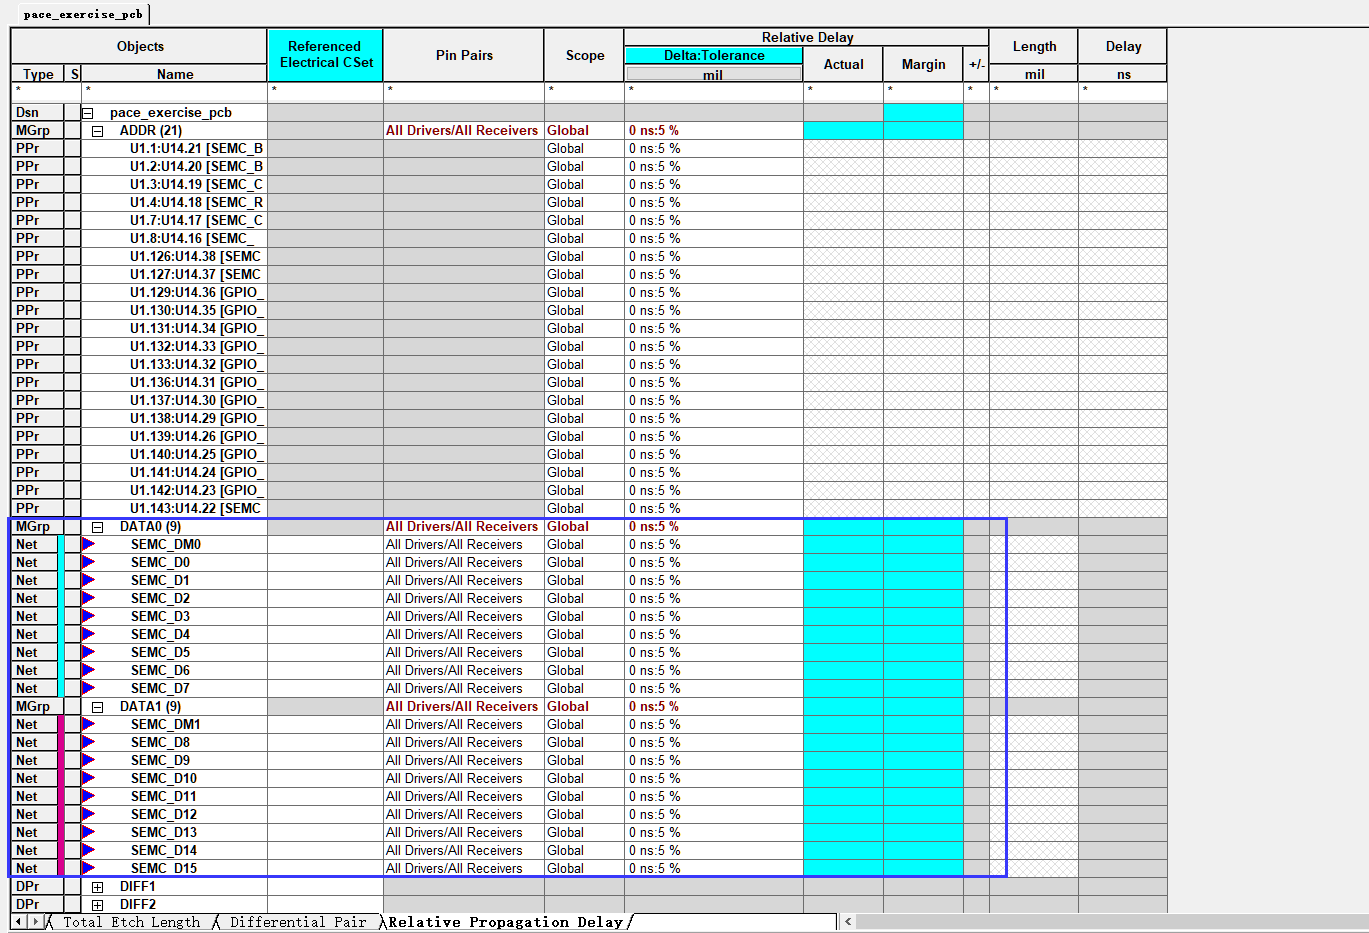 pace_exercise_pcb
Objects Referenced Electrical CSet Pin Pairs Scope Relative Delay Length Delay
Delta:Tolerance Actual Margin +/-
Type S Name mil mil ns
* * * * * * * * * * *
Dsn pace_exercise_pcb
MGrp ADDR (21) All Drivers/All Receivers Global 0 ns:5 %
PPr U1.1:U14.21 [SEMC_B Global 0 ns:5 %
PPr U1.2:U14.20 [SEMC_B Global 0 ns:5 %
PPr U1.3:U14.19 [SEMC_C Global 0 ns:5 %
PPr U1.4:U14.18 [SEMC_R Global 0 ns:5 %
PPr U1.7:U14.17 [SEMC_C Global 0 ns:5 %
PPr U1.8:U14.16 [SEMC_ Global 0 ns:5 %
PPr U1.126:U14.38 [SEMC Global 0 ns:5 %
PPr U1.127:U14.37 [SEMC Global 0 ns:5 %
PPr U1.129:U14.36 [GPIO_ Global 0 ns:5 %
PPr U1.130:U14.35 [GPIO_ Global 0 ns:5 %
PPr U1.131:U14.34 [GPIO_ Global 0 ns:5 %
PPr U1.132:U14.33 [GPIO_ Global 0 ns:5 %
PPr U1.133:U14.32 [GPIO_ Global 0 ns:5 %
PPr U1.136:U14.31 [GPIO_ Global 0 ns:5 %
PPr U1.137:U14.30 [GPIO_ Global 0 ns:5 %
PPr U1.138:U14.29 [GPIO_ Global 0 ns:5 %
PPr U1.139:U14.26 [GPIO_ Global 0 ns:5 %
PPr U1.140:U14.25 [GPIO_ Global 0 ns:5 %
PPr U1.141:U14.24 [GPIO_ Global 0 ns:5 %
PPr U1.142:U14.23 [GPIO_ Global 0 ns:5 %
PPr U1.143:U14.22 [SEMC Global 0 ns:5 %
MGrp DATA0 (9) All Drivers/All Receivers Global 0 ns:5 %
Net SEMC_DM0 All Drivers/All Receivers Global 0 ns:5 %
Net SEMC_D0 All Drivers/All Receivers Global 0 ns:5 %
Net SEMC_D1 All Drivers/All Receivers Global 0 ns:5 %
Net SEMC_D2 All Drivers/All Receivers Global 0 ns:5 %
Net SEMC_D3 All Drivers/All Receivers Global 0 ns:5 %
Net SEMC_D4 All Drivers/All Receivers Global 0 ns:5 %
Net SEMC_D5 All Drivers/All Receivers Global 0 ns:5 %
Net SEMC_D6 All Drivers/All Receivers Global 0 ns:5 %
Net SEMC_D7 All Drivers/All Receivers Global 0 ns:5 %
MGrp DATA1 (9) All Drivers/All Receivers Global 0 ns:5 %
Net SEMC_DM1 All Drivers/All Receivers Global 0 ns:5 %
Net SEMC_D8 All Drivers/All Receivers Global 0 ns:5 %
Net SEMC_D9 All Drivers/All Receivers Global 0 ns:5 %
Net SEMC_D10 All Drivers/All Receivers Global 0 ns:5 %
Net SEMC_D11 All Drivers/All Receivers Global 0 ns:5 %
Net SEMC_D12 All Drivers/All Receivers Global 0 ns:5 %
Net SEMC_D13 All Drivers/All Receivers Global 0 ns:5 %
Net SEMC_D14 All Drivers/All Receivers Global 0 ns:5 %
Net SEMC_D15 All Drivers/All Receivers Global 0 ns:5 %
DPr DIFF1
DPr DIFF2
Total Etch Length Differential Pair Relative Propagation Delay